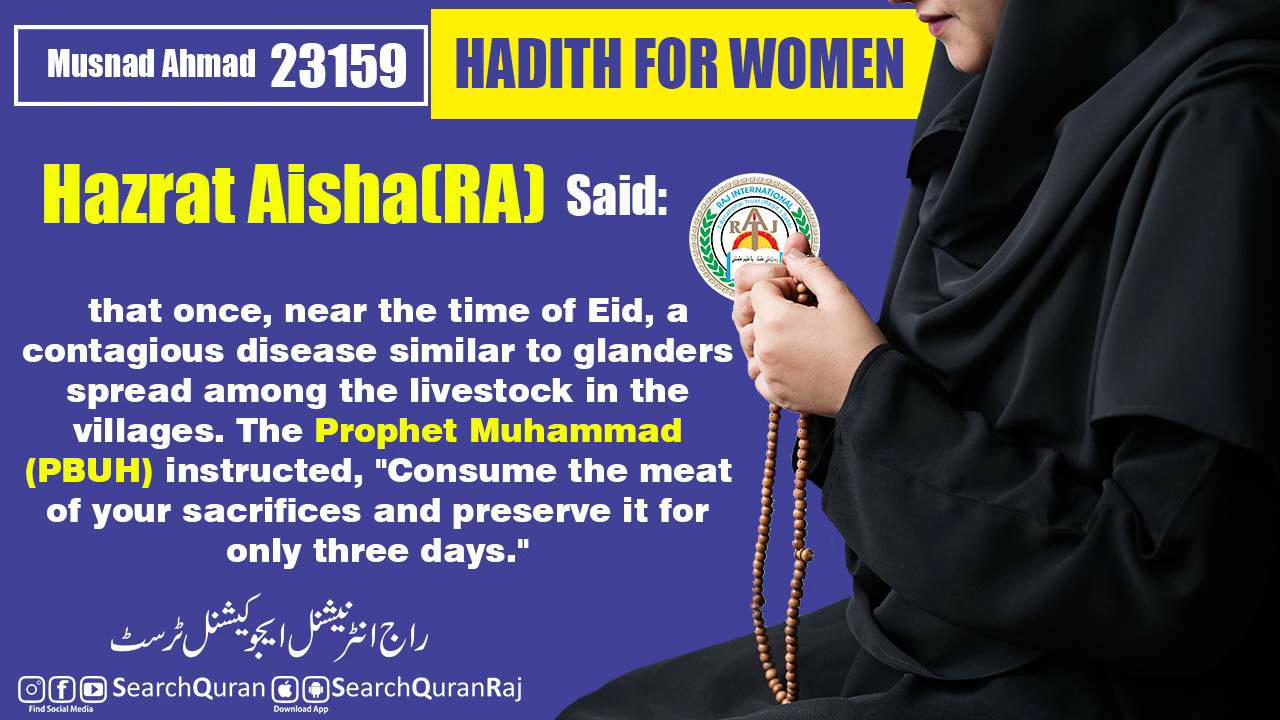 Musnad Ahmad 23159
HADITH FOR WOMEN
Hazrat Aisha(RA) Said:
RAJ INTERNATIONAL
RAJ
that once, near the time of Eid, a
contagious disease similar to glanders
spread among the livestock in the
villages. The Prophet Muhammad
(PBUH) instructed, "Consume the meat
of your sacrifices and preserve it for
only three days."
راج انٹرنیشنل ایجوکیشنل ٹرسٹ
SearchQuran SearchQuranRaj
Find Social Media Download App